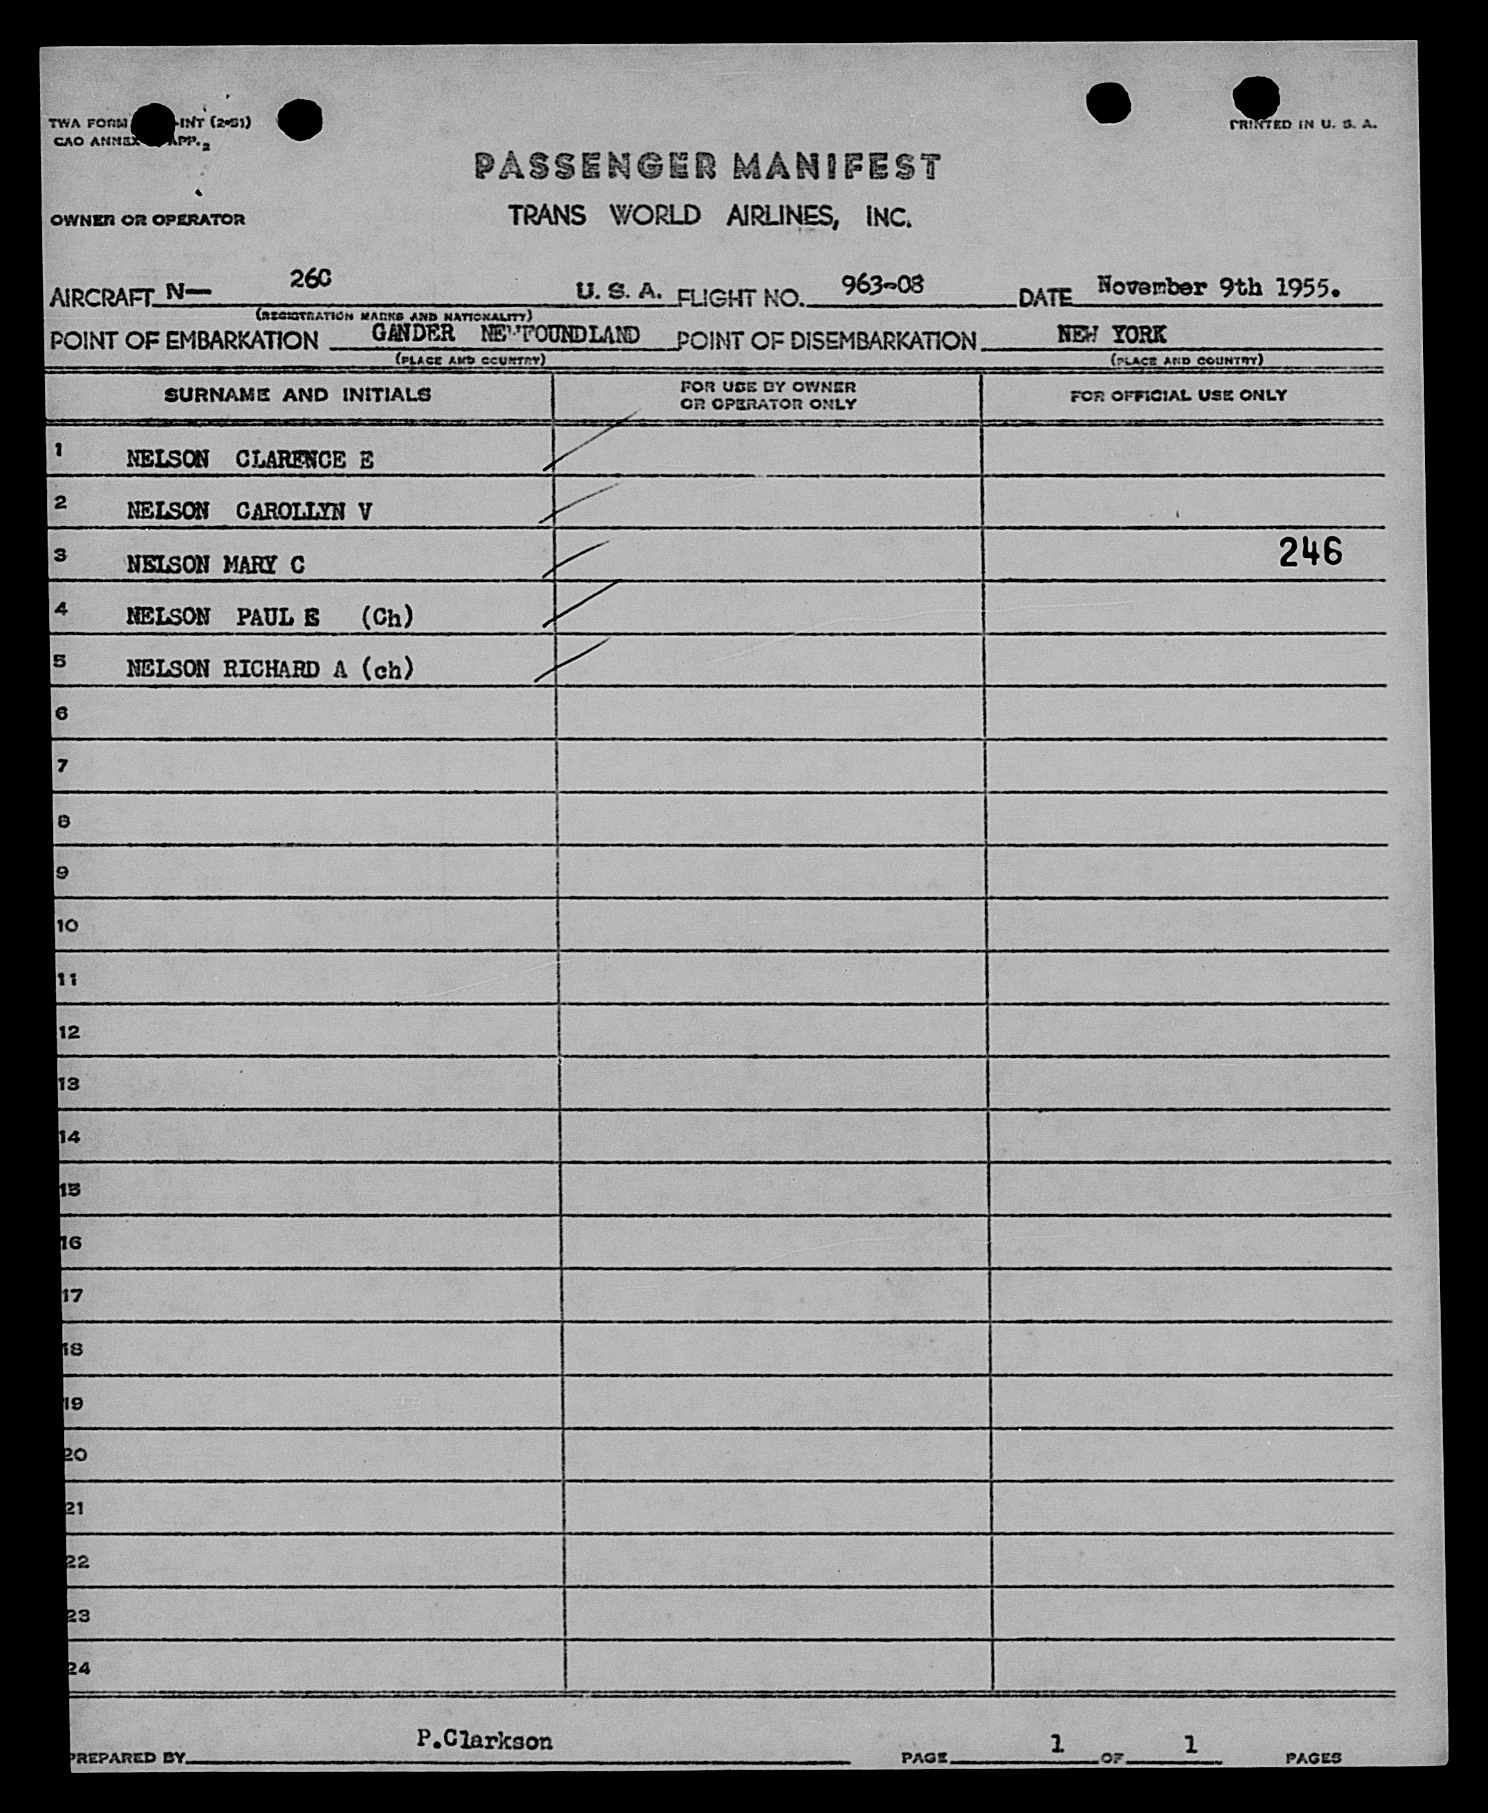 TWA FORM -INT (2-51)
CAO ANNEX APP. 2
PRINTED IN U. S. A.
PASSENGER MANIFEST
OWNER OR OPERATOR
TRANS WORLD AIRLINES, INC.
AIRCRAFT N— 26C U. S. A. FLIGHT NO. 963-08 DATE November 9th 1955.
(REGISTRATION MARKS AND NATIONALITY)
POINT OF EMBARKATION GANDER NEWFOUNDLAND POINT OF DISEMBARKATION NEW YORK
(PLACE AND COUNTRY) (PLACE AND COUNTRY)
SURNAME AND INITIALS FOR USE BY OWNER FOR OFFICIAL USE ONLY
OR OPERATOR ONLY
1 NELSON CLARENCE E
2 NELSON CAROLLYN V
3 NELSON MARY C 246
4 NELSON PAUL E (Ch)
5 NELSON RICHARD A (ch)
6
7
8
9
10
11
12
13
14
15
16
17
18
19
20
21
22
23
24
PREPARED BY P.Clarkson PAGE 1 OF 1 PAGES